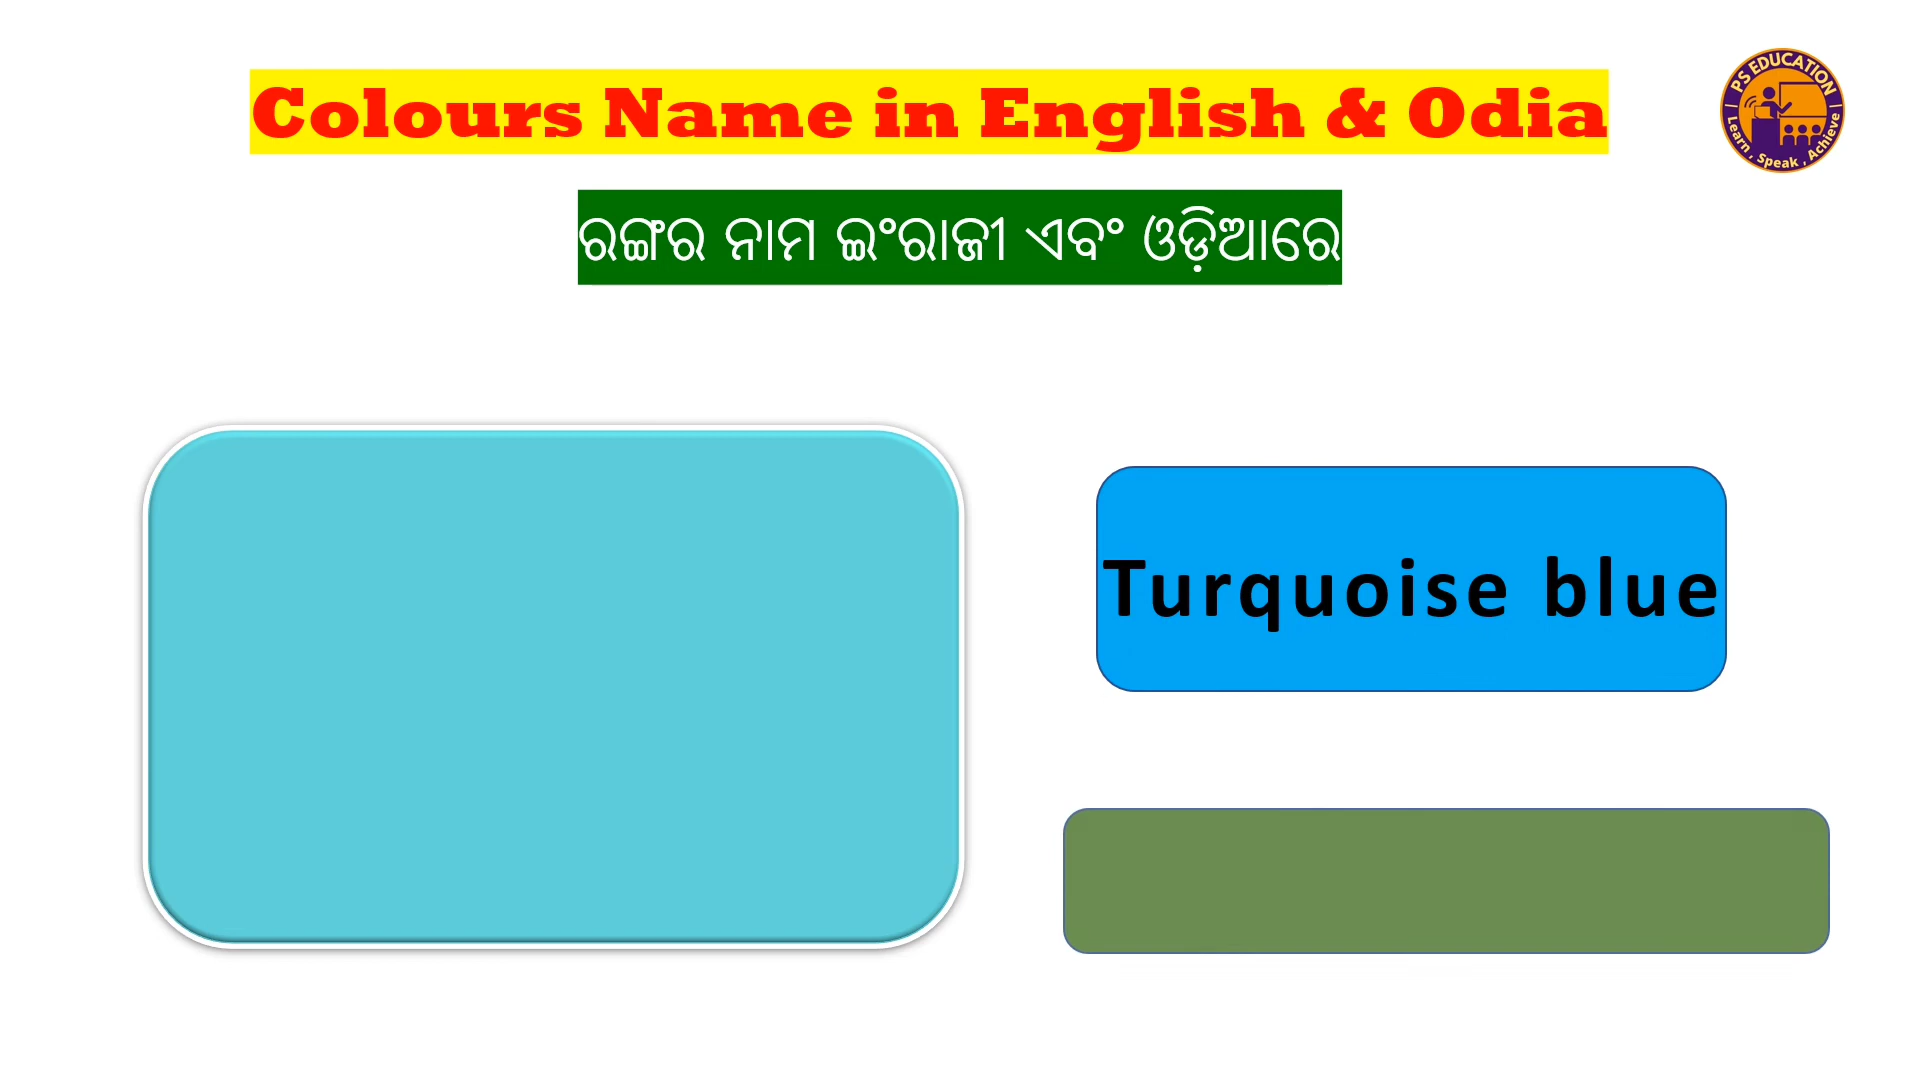 Colours Name in English & Odia
PS EDUCATION
Learn , Speak , Achieve
ରଙ୍ଗର ନାମ ଇଂରାଜୀ ଏବଂ ଓଡ଼ିଆରେ
Turquoise blue